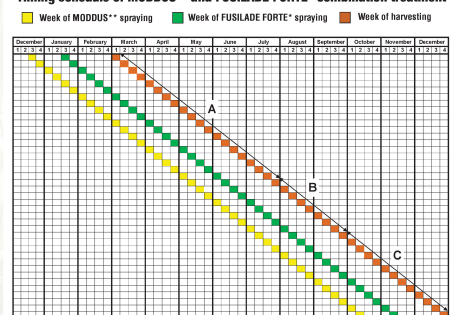 Timing schedule of MODDUS** and FUSILADE FORTE* combination treatment
Week of MODDUS** spraying Week of FUSILADE FORTE* spraying Week of harvesting
December January February March April May June July August September October November December
1 2 3 4 1 2 3 4 1 2 3 4 1 2 3 4 1 2 3 4 1 2 3 4 1 2 3 4 1 2 3 4 1 2 3 4 1 2 3 4 1 2 3 4 1 2 3 4 1 2 3 4
A
B
C